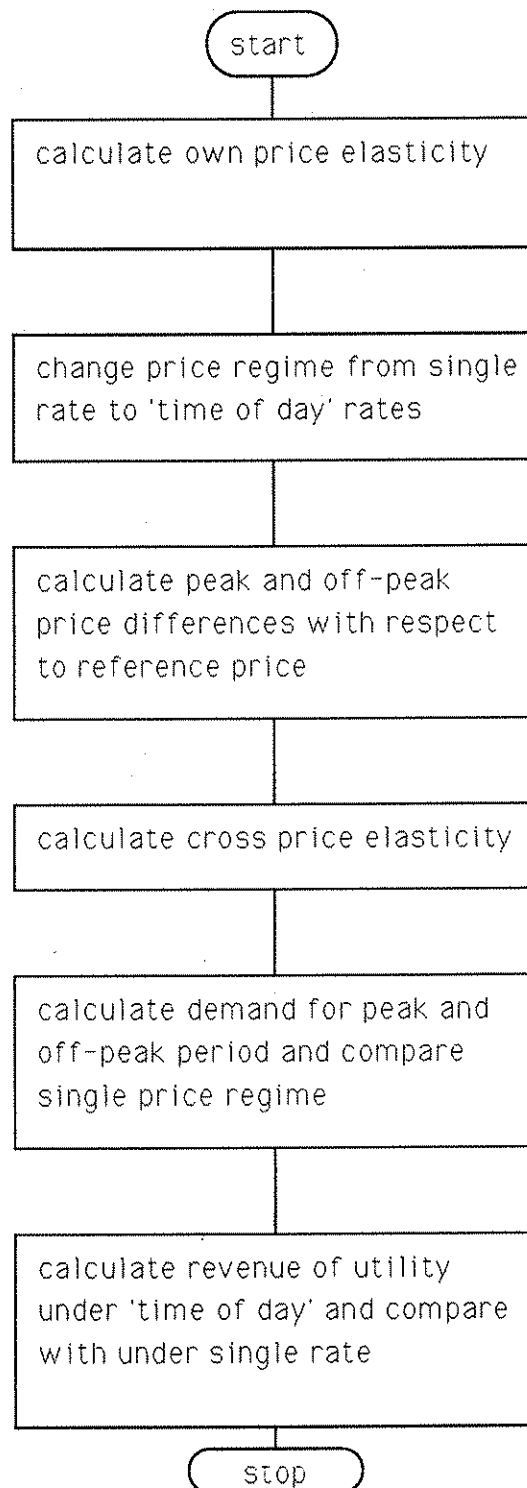 start
calculate own price elasticity
change price regime from single
rate to 'time of day' rates
calculate peak and off-peak
price differences with respect
to reference price
calculate cross price elasticity
calculate demand for peak and
off-peak period and compare
single price regime
calculate revenue of utility
under 'time of day' and compare
with under single rate
stop